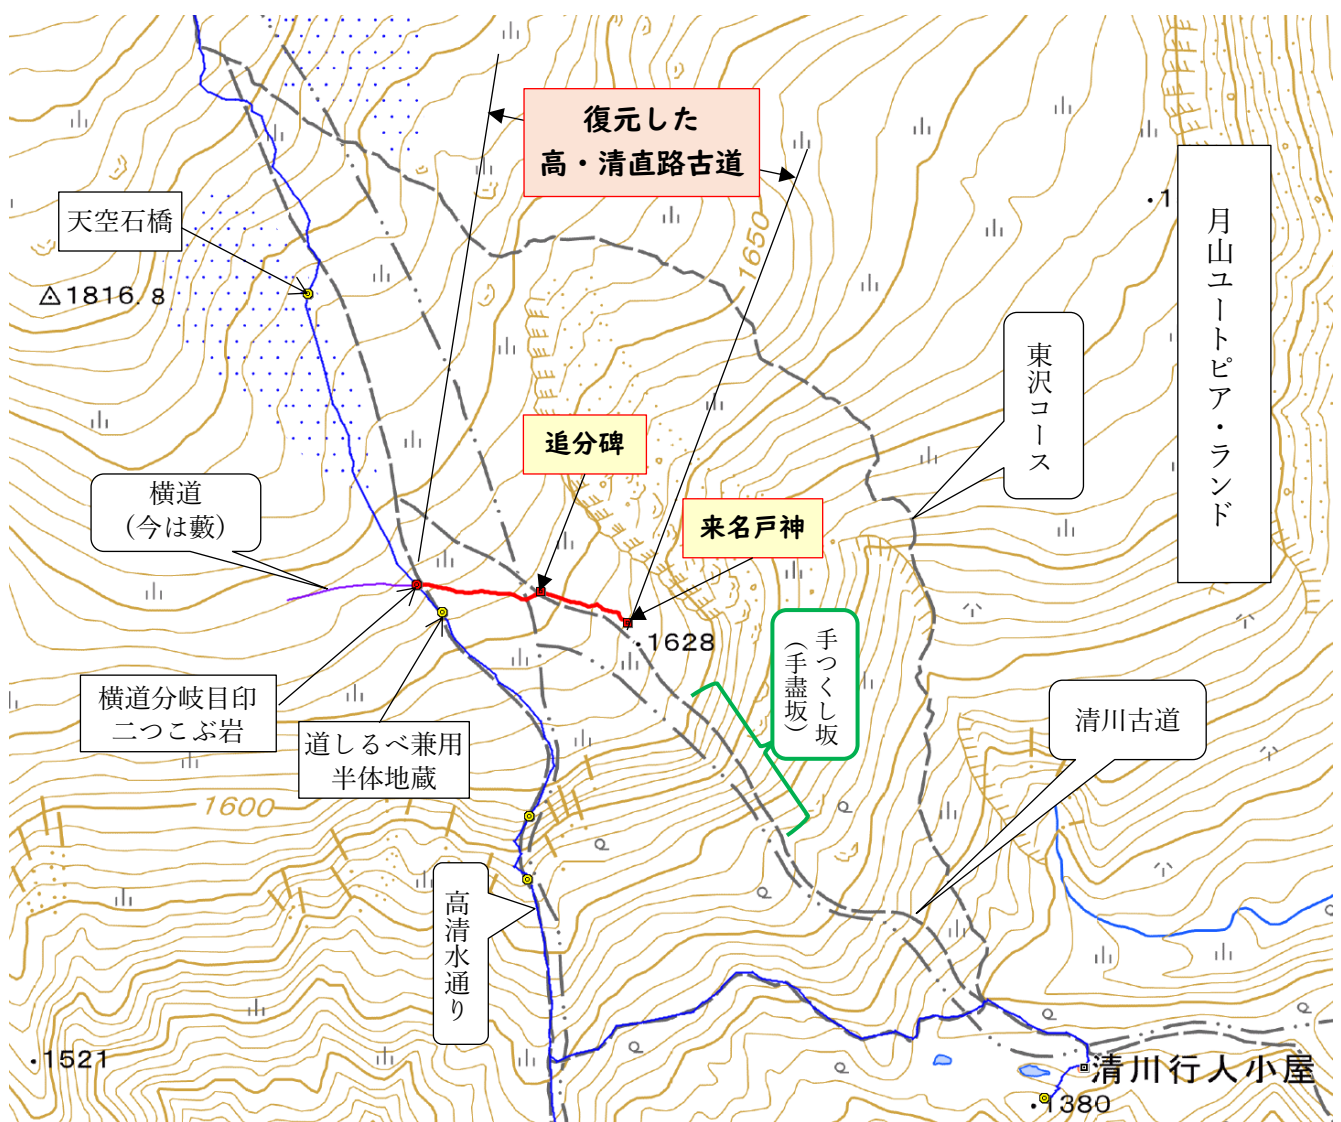 復元した
高・清直路古道
天空石橋
1816.8
1650
・1
月山ユートピア・ランド
東沢コース
追分碑
横道
(今は藪)
来名戸神
・1628
手つくし坂
(手盡坂)
横道分岐目印
二つこぶ岩
道しるべ兼用
半体地蔵
清川古道
1600
高清水通り
・1521
清川行人小屋
・1380